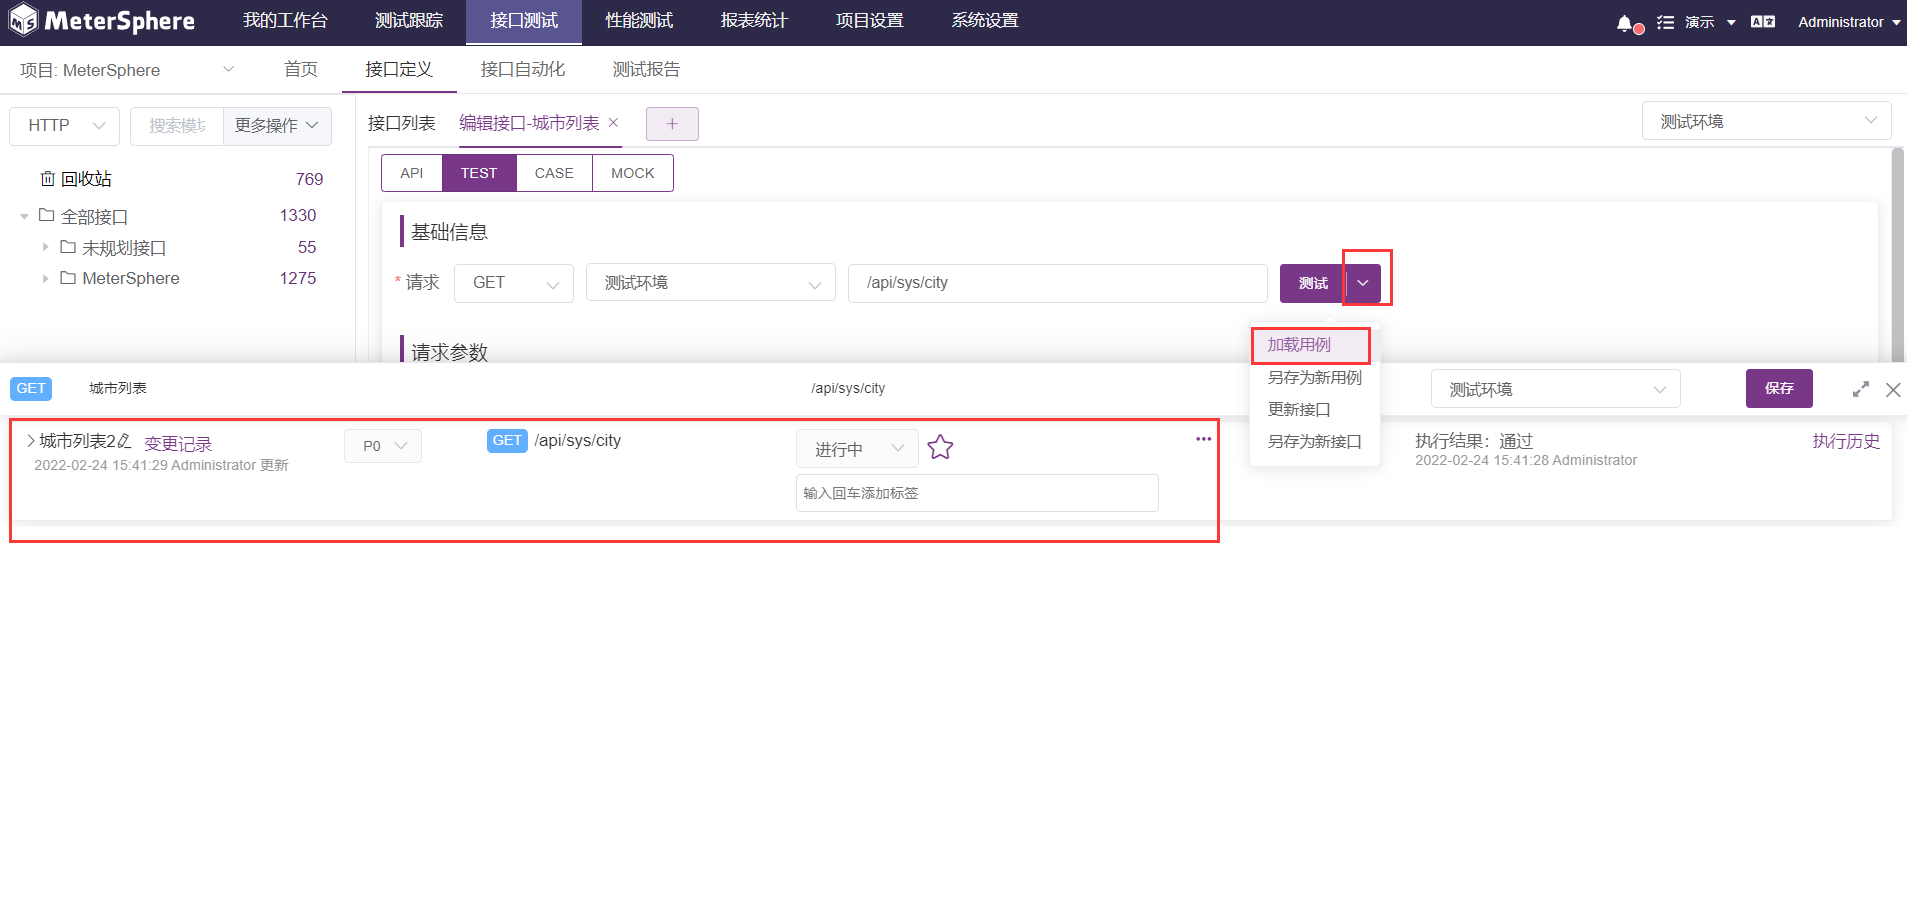 MeterSphere 我的工作台 测试跟踪 接口测试 性能测试 报表统计 项目设置 系统设置 演示 Administrator
项目: MeterSphere 首页 接口定义 接口自动化 测试报告
HTTP 搜索模块 更多操作
回收站 769
全部接口 1330
未规划接口 55
MeterSphere 1275
接口列表 编辑接口-城市列表 × + 测试环境
API TEST CASE MOCK
基础信息
* 请求 GET 测试环境 /api/sys/city 测试
请求参数
加载用例
另存为新用例
更新接口
另存为新接口
GET 城市列表 /api/sys/city 测试环境 保存
城市列表2 变更记录 P0 GET /api/sys/city 进行中 ••• 执行结果：通过 执行历史
2022-02-24 15:41:29 Administrator 更新 2022-02-24 15:41:28 Administrator
输入回车添加标签